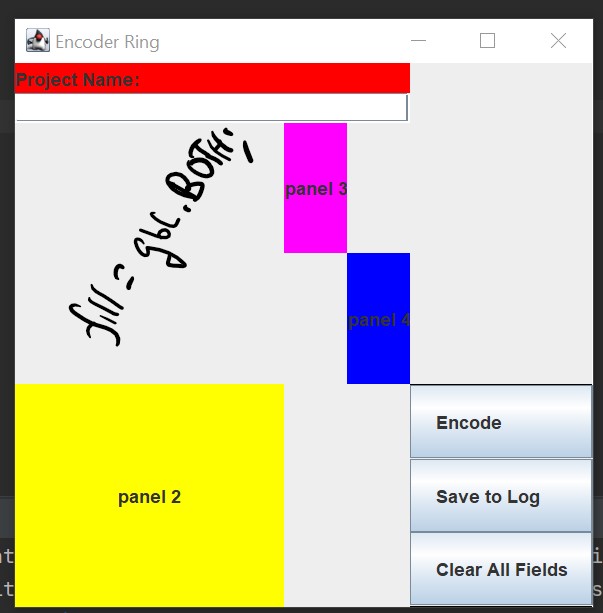 Encoder Ring
Project Name:
panel 3
fill = gbc.BOTH;
panel 4
panel 2
Encode
Save to Log
Clear All Fields